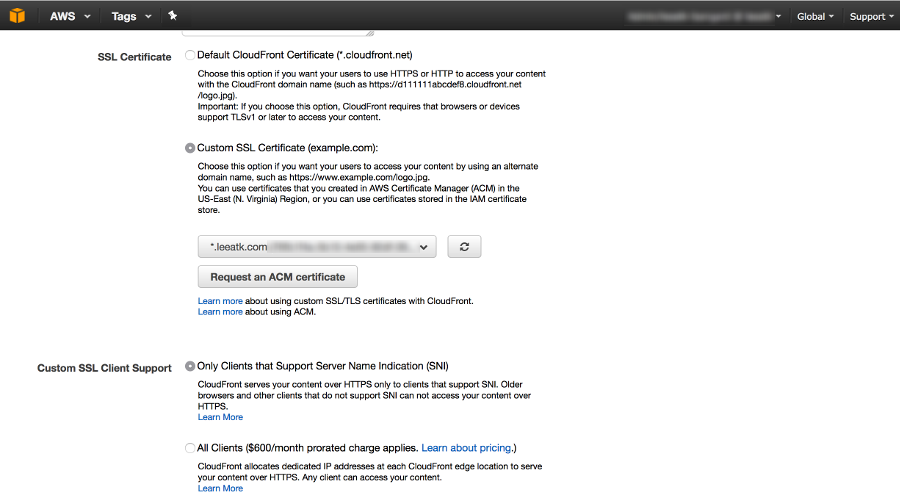 AWS Tags Global Support
SSL Certificate Default CloudFront Certificate (*.cloudfront.net)
Choose this option if you want your users to use HTTPS or HTTP to access your content
with the CloudFront domain name (such as https://d111111abcdef8.cloudfront.net
/logo.jpg).
Important: If you choose this option, CloudFront requires that browsers or devices
support TLSv1 or later to access your content.
Custom SSL Certificate (example.com):
Choose this option if you want your users to access your content by using an alternate
domain name, such as https://www.example.com/logo.jpg.
You can use certificates that you created in AWS Certificate Manager (ACM) in the
US-East (N. Virginia) Region, or you can use certificates stored in the IAM certificate
store.
*.leeatk.com
Request an ACM certificate
Learn more about using custom SSL/TLS certificates with CloudFront.
Learn more about using ACM.
Custom SSL Client Support Only Clients that Support Server Name Indication (SNI)
CloudFront serves your content over HTTPS only to clients that support SNI. Older
browsers and other clients that do not support SNI can not access your content over
HTTPS.
Learn More
All Clients ($600/month prorated charge applies. Learn about pricing.)
CloudFront allocates dedicated IP addresses at each CloudFront edge location to serve
your content over HTTPS. Any client can access your content.
Learn More